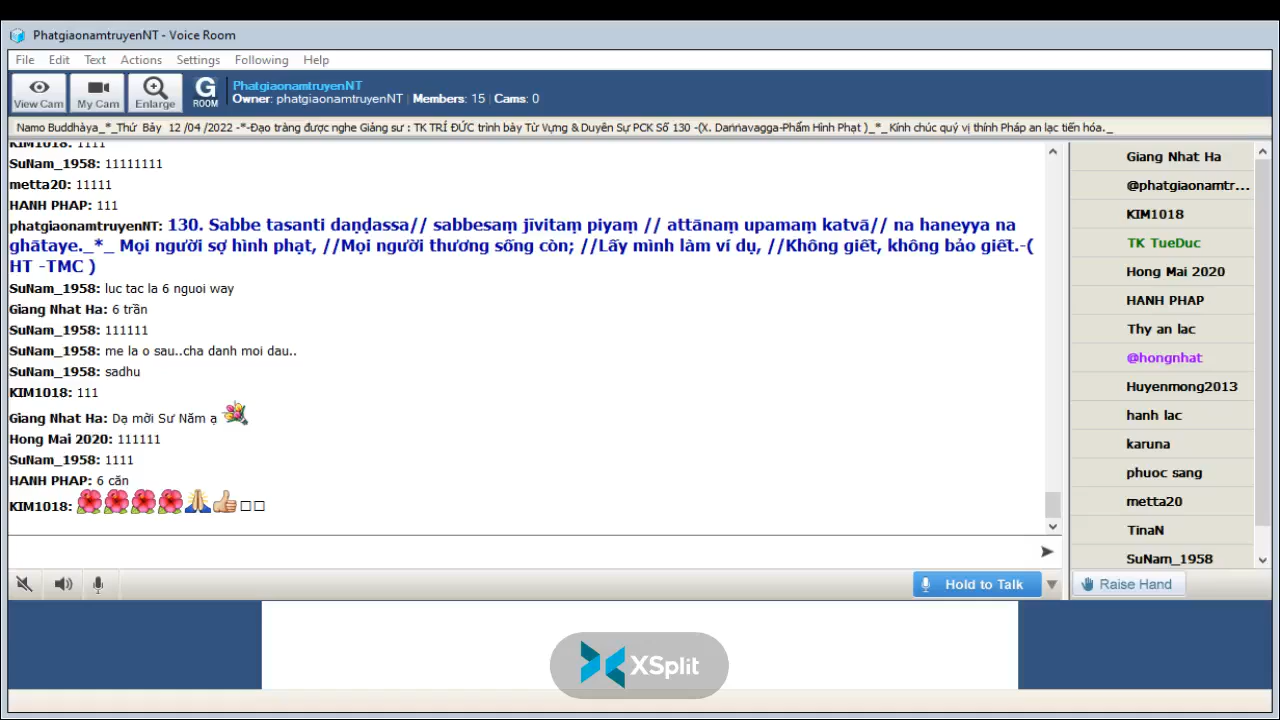 PhatgiaonamtruyenNT - Voice Room
File Edit Text Actions Settings Following Help
View Cam My Cam Enlarge G ROOM
PhatgiaonamtruyenNT
Owner: phatgiaonamtruyenNT | Members: 15 | Cams: 0
Namo Buddhàya_*_Thứ Bảy 12 /04 /2022 -*-Đạo tràng được nghe Giảng sư : TK TRÍ ĐỨC trình bày Từ Vựng & Duyên Sự PCK Số 130 -(X. Daṇṇavagga-Phẩm Hình Phạt )_*_ Kính chúc quý vị thính Pháp an lạc tiến hóa._
KIM1018: 1111
SuNam_1958: 11111111
metta20: 11111
HANH PHAP: 111
phatgiaonamtruyenNT: 130. Sabbe tasanti daṇḍassa// sabbesaṃ jīvitaṃ piyaṃ // attānaṃ upamaṃ katvā// na haneyya na
ghātaye._*_ Mọi người sợ hình phạt, //Mọi người thương sống còn; //Lấy mình làm ví dụ, //Không giết, không bảo giết.-(
HT -TMC )
SuNam_1958: luc tac la 6 nguoi way
Giang Nhat Ha: 6 trần
SuNam_1958: 111111
SuNam_1958: me la o sau..cha danh moi dau..
SuNam_1958: sadhu
KIM1018: 111
Giang Nhat Ha: Dạ mời Sư Năm ạ
Hong Mai 2020: 111111
SuNam_1958: 1111
HANH PHAP: 6 căn
KIM1018:
Giang Nhat Ha
@phatgiaonamtr...
KIM1018
TK TueDuc
Hong Mai 2020
HANH PHAP
Thy an lac
@hongnhat
Huyenmong2013
hanh lac
karuna
phuoc sang
metta20
TinaN
SuNam_1958
Hold to Talk
Raise Hand
XSplit